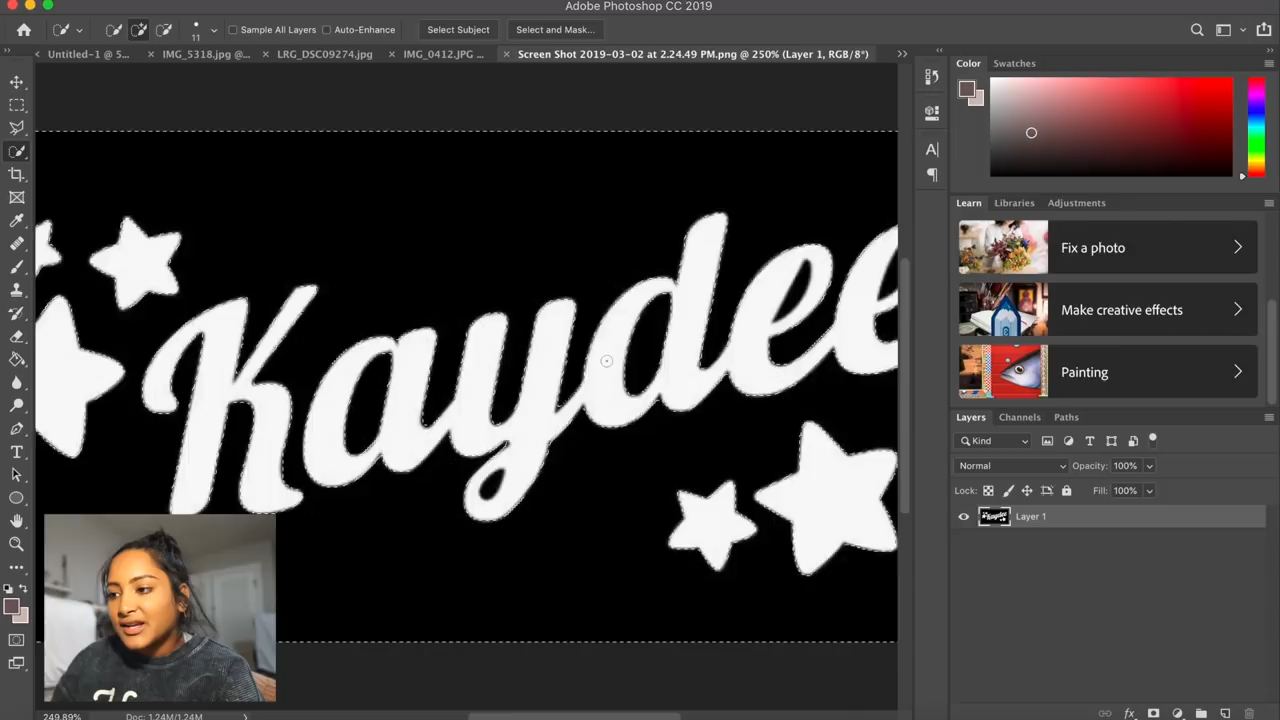 Adobe Photoshop CC 2019
11
Sample All Layers
Auto-Enhance
Select Subject
Select and Mask...
Untitled-1 @ 5...
IMG_5318.jpg @...
LRG_DSC09274.jpg
IMG_0412.JPG ...
Screen Shot 2019-03-02 at 2.24.49 PM.png @ 250% (Layer 1, RGB/8*)
Color
Swatches
Learn
Libraries
Adjustments
Fix a photo
Make creative effects
Painting
Kaydee
Layers
Channels
Paths
Kind
Normal
Opacity: 100%
Lock:
Fill: 100%
Layer 1
249.89%
Doc: 1.24M/1.24M